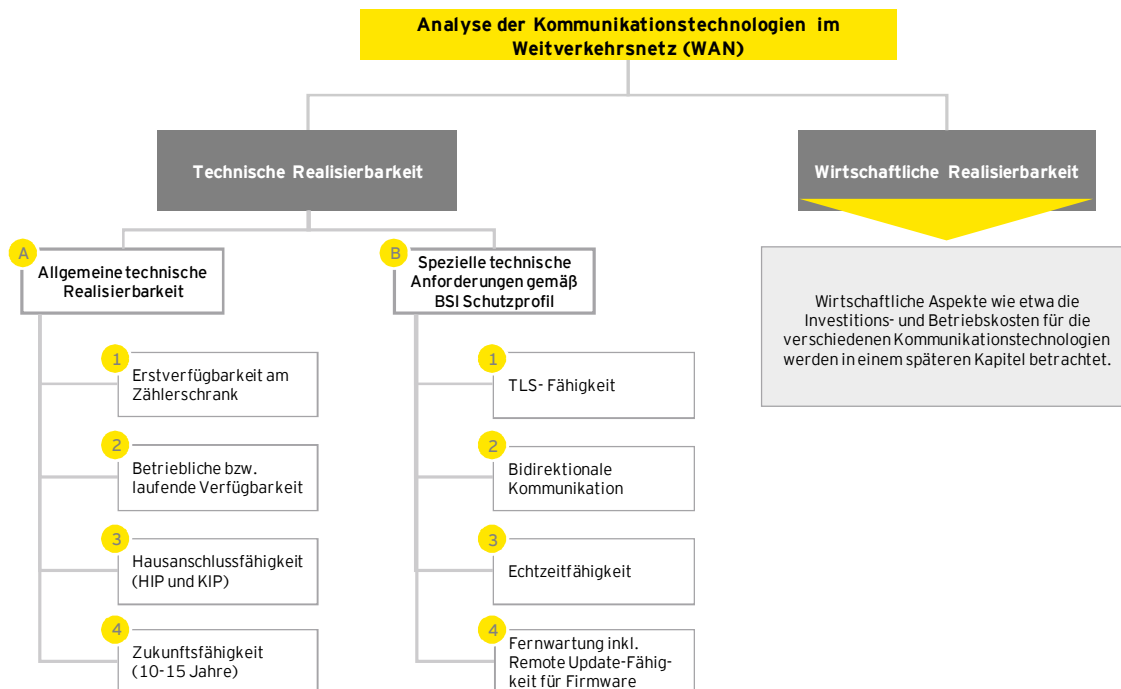 Analyse der Kommunikationstechnologien im
Weitverkehrsnetz (WAN)
Technische Realisierbarkeit
Wirtschaftliche Realisierbarkeit
A
Allgemeine technische
Realisierbarkeit
1
Erstverfügbarkeit am
Zählerschrank
2
Betriebliche bzw.
laufende Verfügbarkeit
3
Hausanschlussfähigkeit
(HIP und KIP)
4
Zukunftsfähigkeit
(10-15 Jahre)
B
Spezielle technische
Anforderungen gemäß
BSI Schutzprofil
1
TLS- Fähigkeit
2
Bidirektionale
Kommunikation
3
Echtzeitfähigkeit
4
Fernwartung inkl.
Remote Update-Fähig-
keit für Firmware
Wirtschaftliche Aspekte wie etwa die
Investitions- und Betriebskosten für die
verschiedenen Kommunikationstechnologien
werden in einem späteren Kapitel betrachtet.